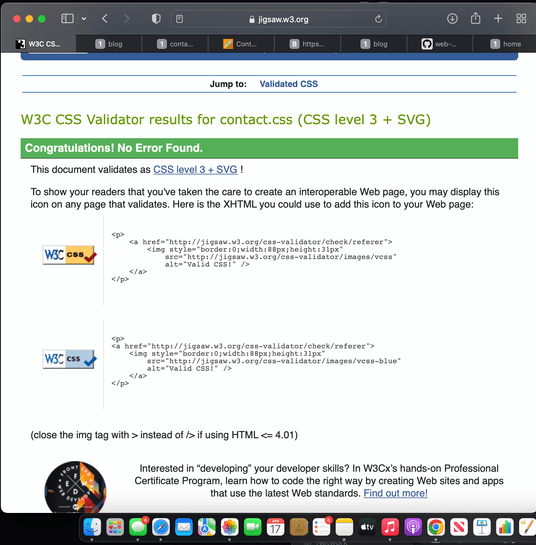 jigsaw.w3.org
W3C CS...
1 blog
1 conta...
Cont...
B https...
1 blog
web-...
1 home
Jump to: Validated CSS
W3C CSS Validator results for contact.css (CSS level 3 + SVG)
Congratulations! No Error Found.
This document validates as CSS level 3 + SVG !
To show your readers that you've taken the care to create an interoperable Web page, you may display this
icon on any page that validates. Here is the XHTML you could use to add this icon to your Web page:
W3C css
<p>
<a href="http://jigsaw.w3.org/css-validator/check/referer">
<img style="border:0;width:88px;height:31px"
src="http://jigsaw.w3.org/css-validator/images/vcss"
alt="Valid CSS!" />
</a>
</p>
W3C css
<p>
<a href="http://jigsaw.w3.org/css-validator/check/referer">
<img style="border:0;width:88px;height:31px"
src="http://jigsaw.w3.org/css-validator/images/vcss-blue"
alt="Valid CSS!" />
</a>
</p>
(close the img tag with > instead of /> if using HTML <= 4.01)
Interested in “developing” your developer skills? In W3Cx's hands-on Professional
Certificate Program, learn how to code the right way by creating Web sites and apps
that use the latest Web standards. Find out more!
FRONT
F E
E D
APR
17
tv